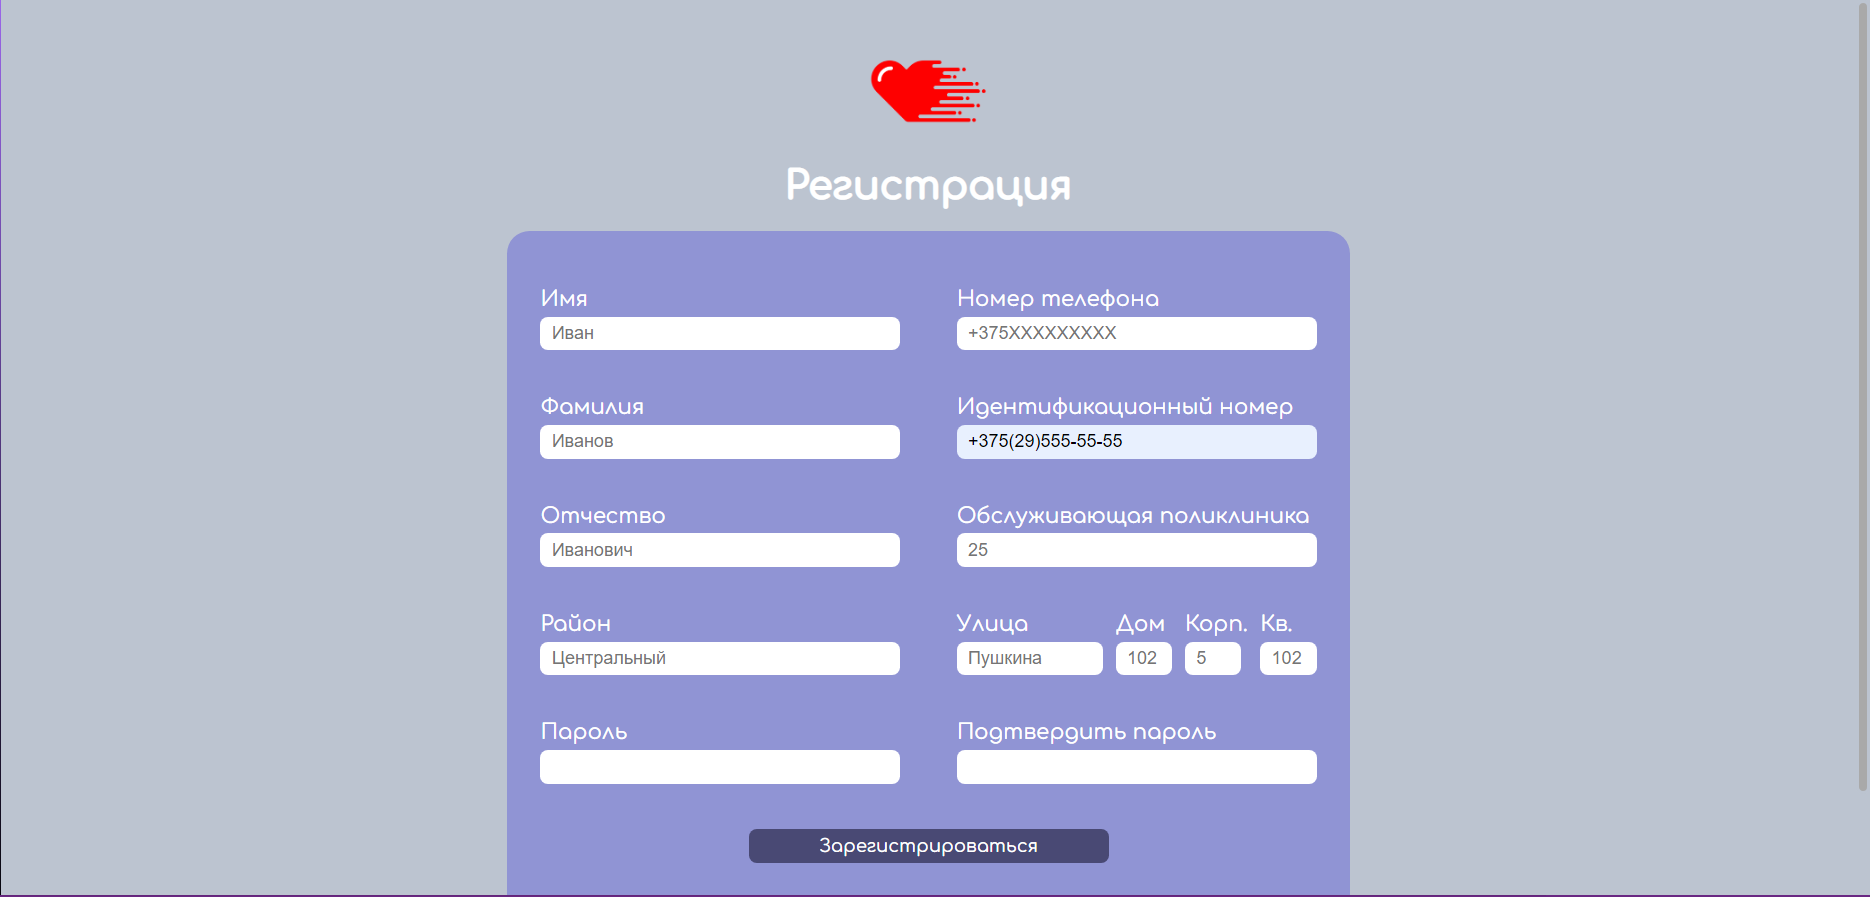 Регистрация
Имя
Номер телефона
Иван
+375XXXXXXXXX
Фамилия
Идентификационный номер
Иванов
+375(29)555-55-55
Отчество
Обслуживающая поликлиника
Иванович
25
Район
Улица Дом Корп. Кв.
Центральный
Пушкина 102 5 102
Пароль
Подтвердить пароль
Зарегистрироваться